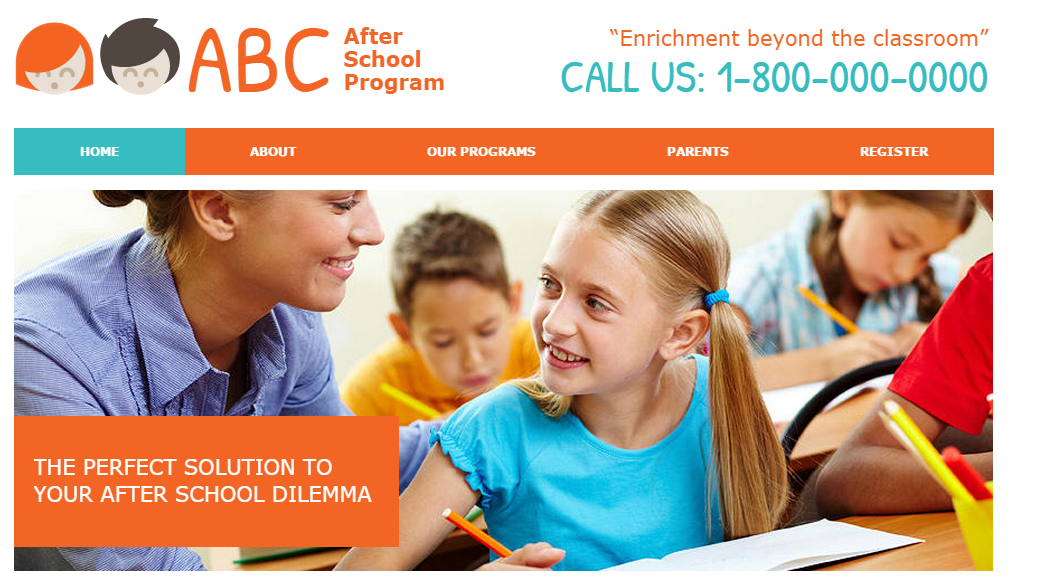 ABC
After
School
Program
“Enrichment beyond the classroom”
CALL US: 1-800-000-0000
HOME
ABOUT
OUR PROGRAMS
PARENTS
REGISTER
THE PERFECT SOLUTION TO
YOUR AFTER SCHOOL DILEMMA